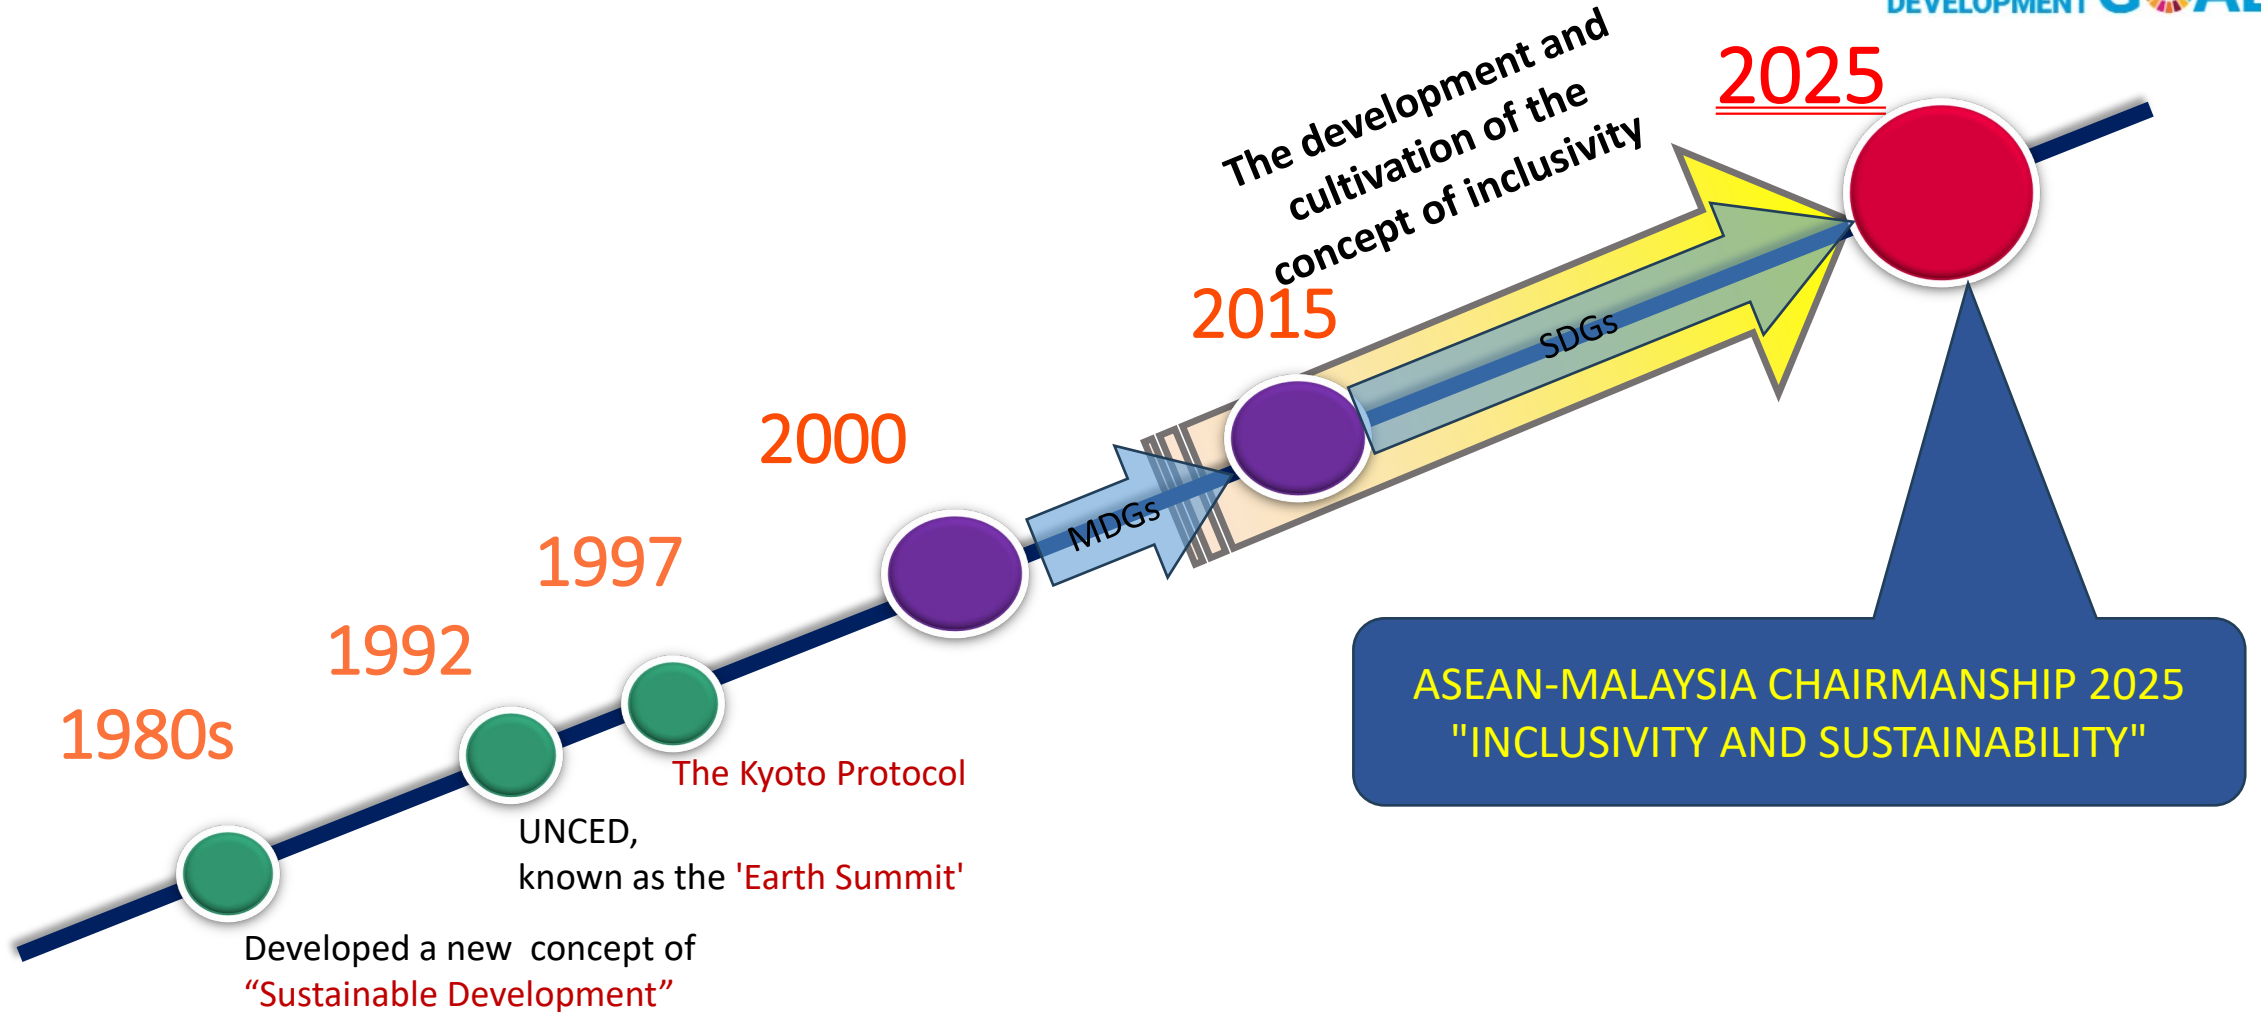 DEVELOPMENT
The development and
cultivation of the
concept of inclusivity
2025
2015
SDGs
2000
MDGs
1997
1992
1980s
The Kyoto Protocol
UNCED,
known as the 'Earth Summit'
Developed a new  concept of
“Sustainable Development”
ASEAN-MALAYSIA CHAIRMANSHIP 2025
"INCLUSIVITY AND SUSTAINABILITY"